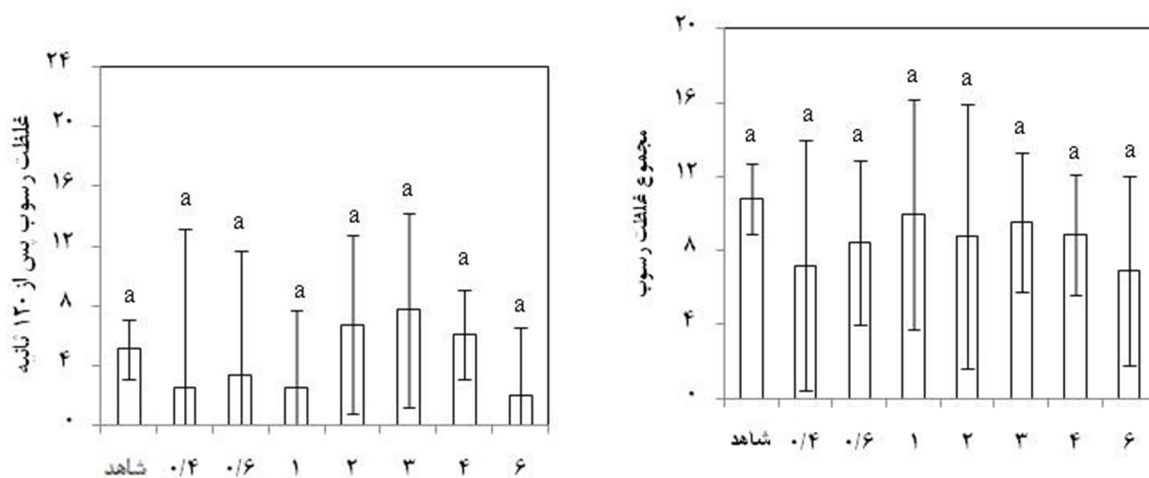 غلظت رسوب پس از ۱۲۰ ثانیه
۲۴
۲۰
۱۶
۱۲
۸
۴
۰
a
a
a
a
a
a
a
a
شاهد ۰/۴ ۰/۶ ۱ ۲ ۳ ۴ ۶
مجموع غلظت رسوب
۲۰
۱۶
۱۲
۸
۴
۰
a
a
a
a
a
a
a
a
شاهد ۰/۴ ۰/۶ ۱ ۲ ۳ ۴ ۶